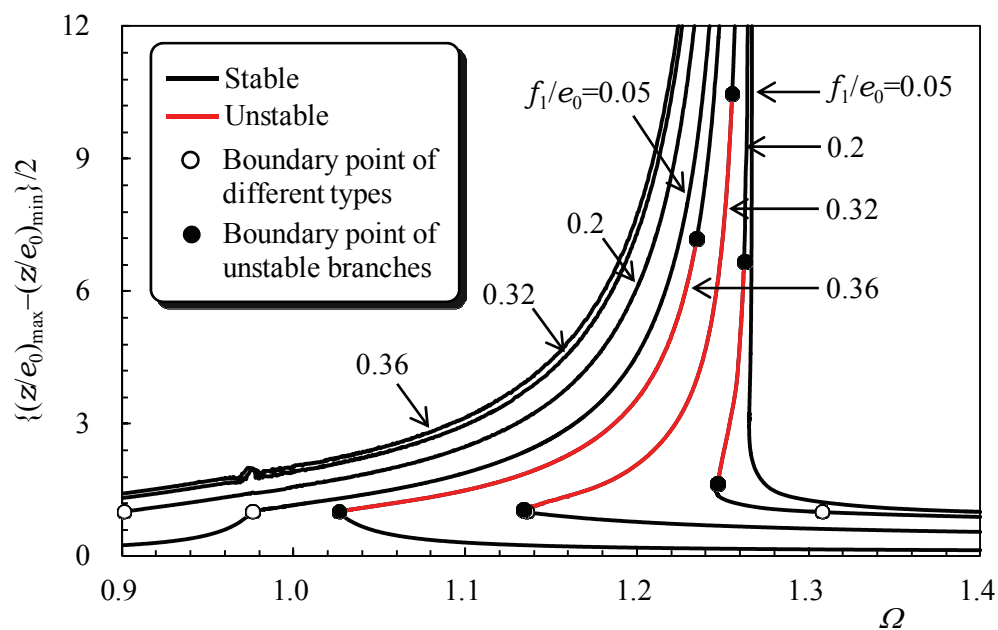 12
9
6
3
0
{(z/e0)max−(z/e0)min}/2
Stable
Unstable
Boundary point of
different types
Boundary point of
unstable branches
f1/e0=0.05
0.2
0.32
0.36
f1/e0=0.05
0.2
0.32
0.36
0.9
1.0
1.1
1.2
1.3
1.4
Ω